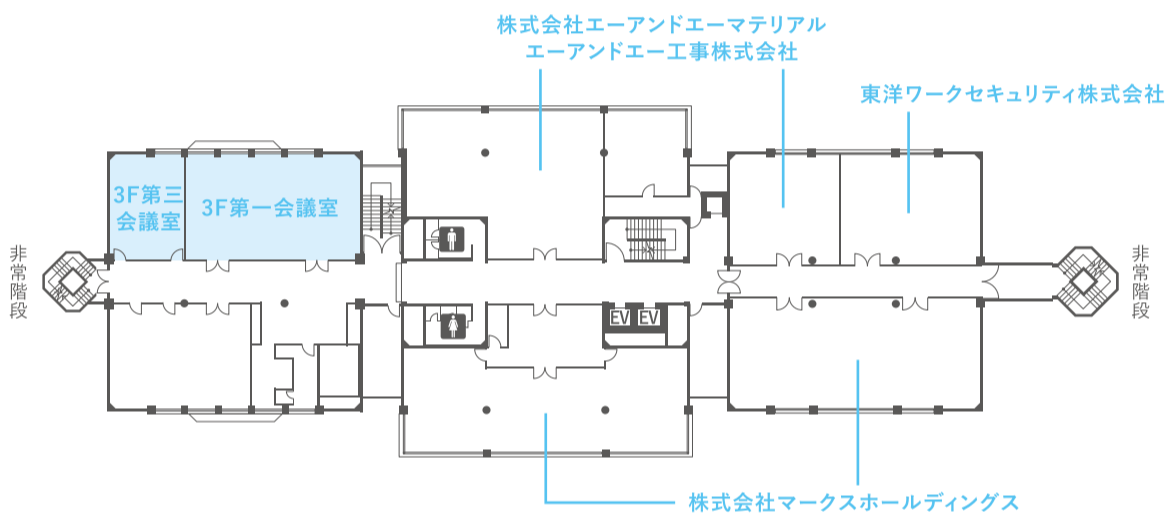 株式会社エーアンドエーマテリアル
エーアンドエー工事株式会社
東洋ワークセキュリティ株式会社
3F第三
会議室
3F第一会議室
非常階段
非常階段
EV
EV
株式会社マークスホールディングス